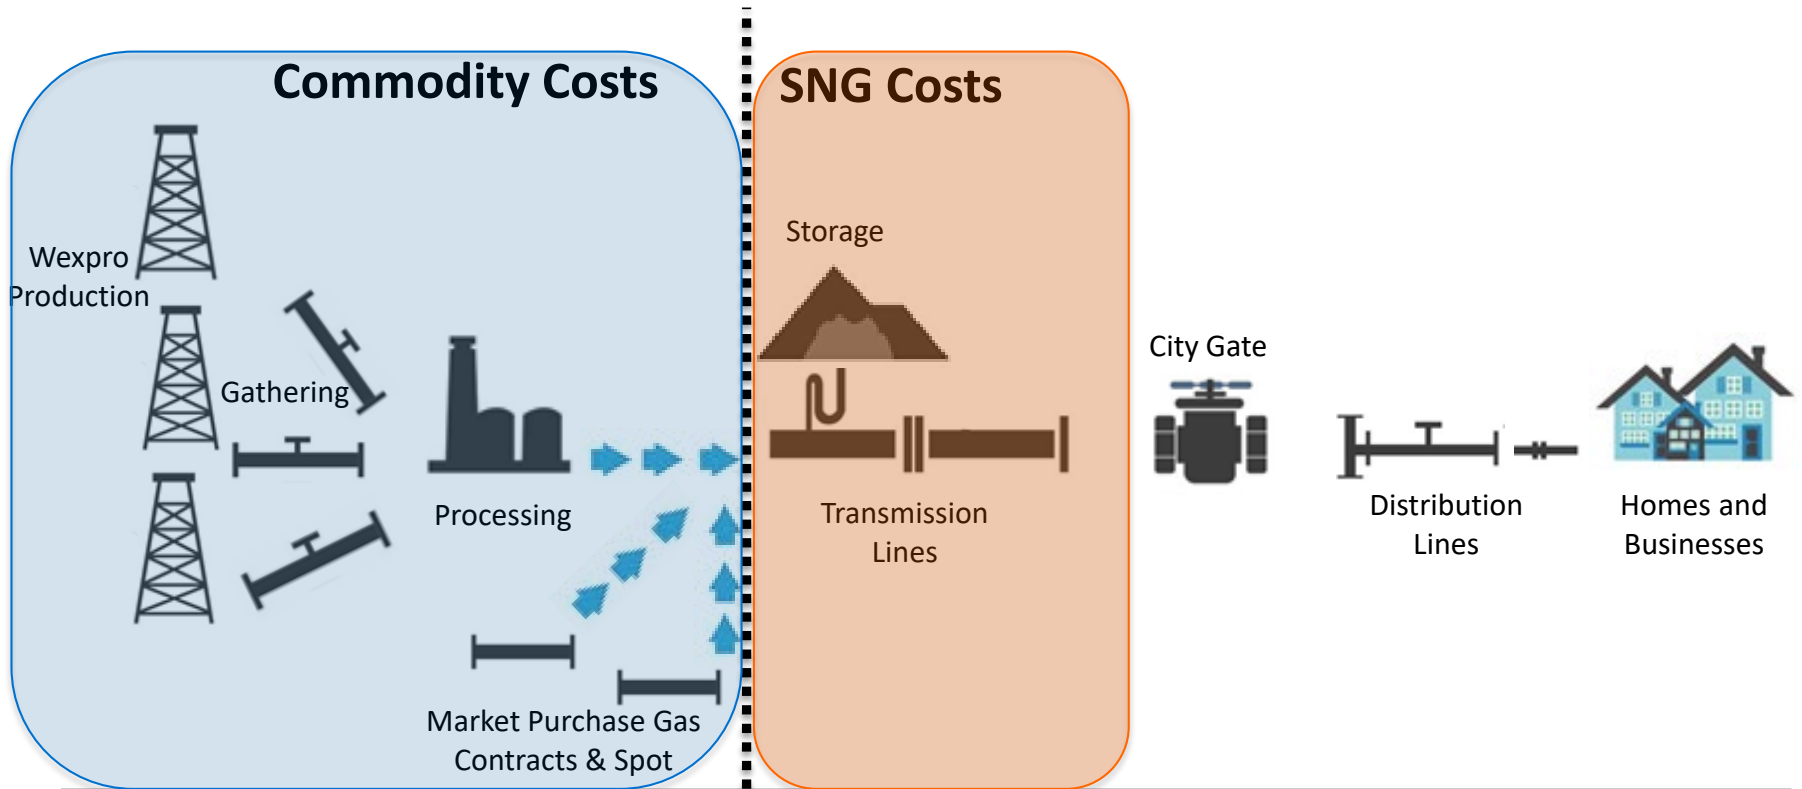 Commodity Costs
SNG Costs
Wexpro
Production
Gathering
Processing
Market Purchase Gas
Contracts & Spot
Storage
Transmission
Lines
City Gate
Distribution
Lines
Homes and
Businesses